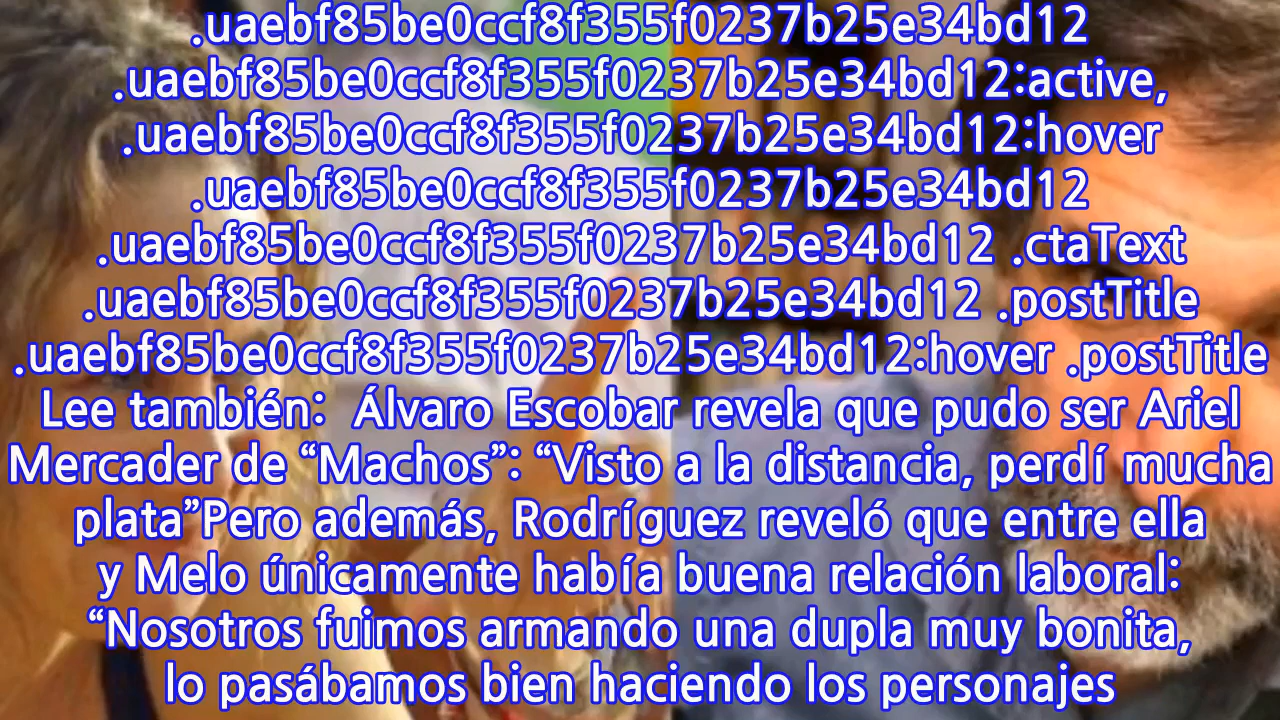 .uaebf85be0ccf8f355f0237b25e34bd12
.uaebf85be0ccf8f355f0237b25e34bd12:active,
.uaebf85be0ccf8f355f0237b25e34bd12:hover
.uaebf85be0ccf8f355f0237b25e34bd12
.uaebf85be0ccf8f355f0237b25e34bd12 .ctaText
.uaebf85be0ccf8f355f0237b25e34bd12 .postTitle
.uaebf85be0ccf8f355f0237b25e34bd12:hover .postTitle
Lee también:  Álvaro Escobar revela que pudo ser Ariel
Mercader de “Machos”: “Visto a la distancia, perdí mucha
plata”Pero además, Rodríguez reveló que entre ella
y Melo únicamente había buena relación laboral:
“Nosotros fuimos armando una dupla muy bonita,
lo pasábamos bien haciendo los personajes